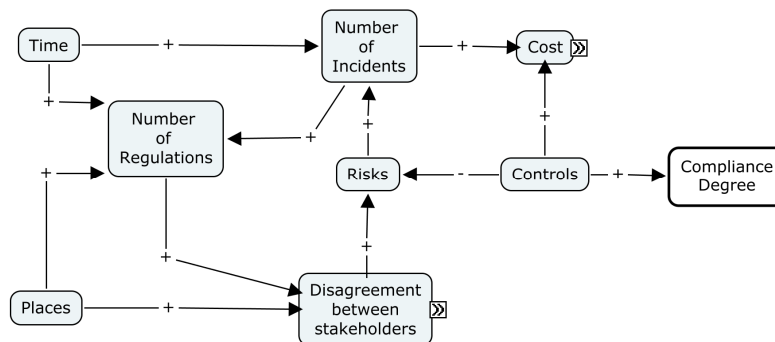 Time
+
Number
of
Incidents
+
Cost
+
Number
of
Regulations
+
+
+
+
Risks
-
Controls
+
Compliance
Degree
+
+
Places
+
Disagreement
between
stakeholders